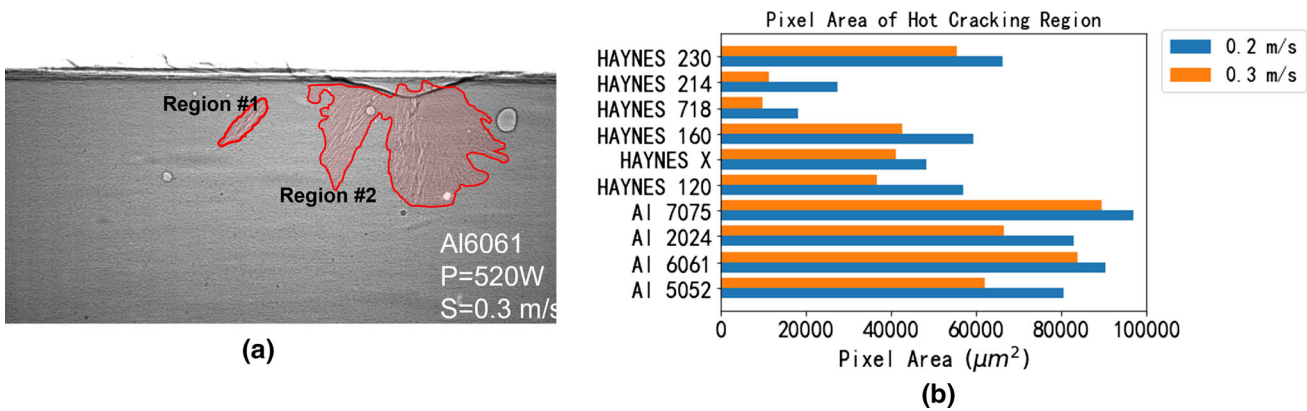 Region #1
Region #2
Al6061
P=520W
S=0.3 m/s
(a)
Pixel Area of Hot Cracking Region
0.2 m/s
0.3 m/s
HAYNES 230
HAYNES 214
HAYNES 718
HAYNES 160
HAYNES X
HAYNES 120
Al 7075
Al 2024
Al 6061
Al 5052
0 20000 40000 60000 80000 100000
Pixel Area (μm²)
(b)